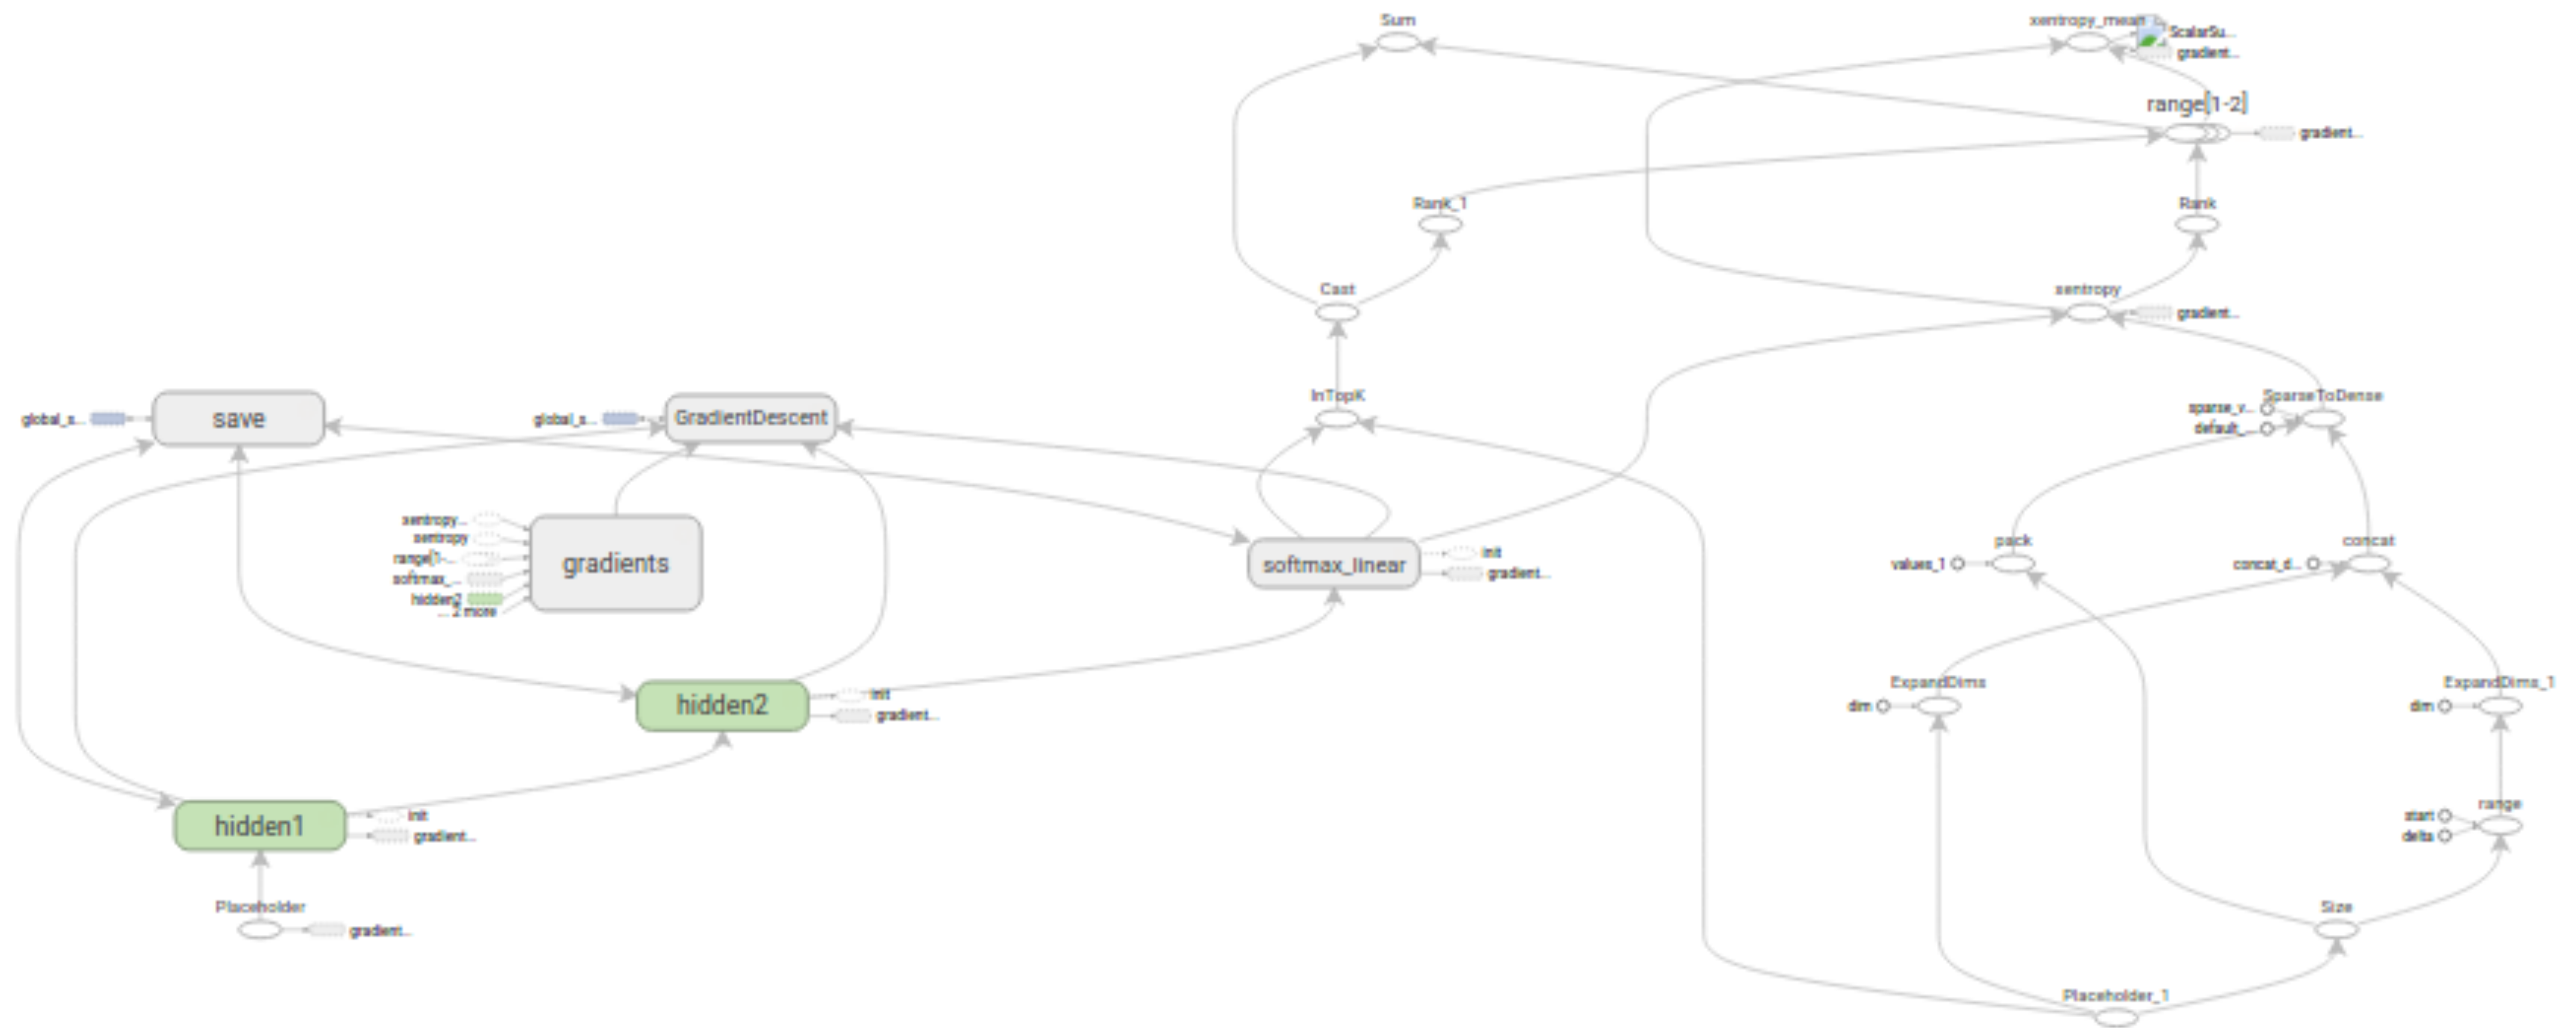 Sum
xentropy_mean
ScalarSu...
gradient...
range[1-2]
gradient...
Rank_1
Rank
Cast
xentropy
gradient...
InTopK
SparseToDense
sparse_v...
default_...
global_s...
save
global_s...
GradientDescent
xentropy...
xentropy
range[1-...
softmax_...
hidden2
... 2 more
gradients
softmax_linear
init
gradient...
pack
values_1
concat
concat_d...
hidden2
init
gradient...
ExpandDims
dim
ExpandDims_1
dim
hidden1
init
gradient...
range
start
delta
Placeholder
gradient...
Size
Placeholder_1